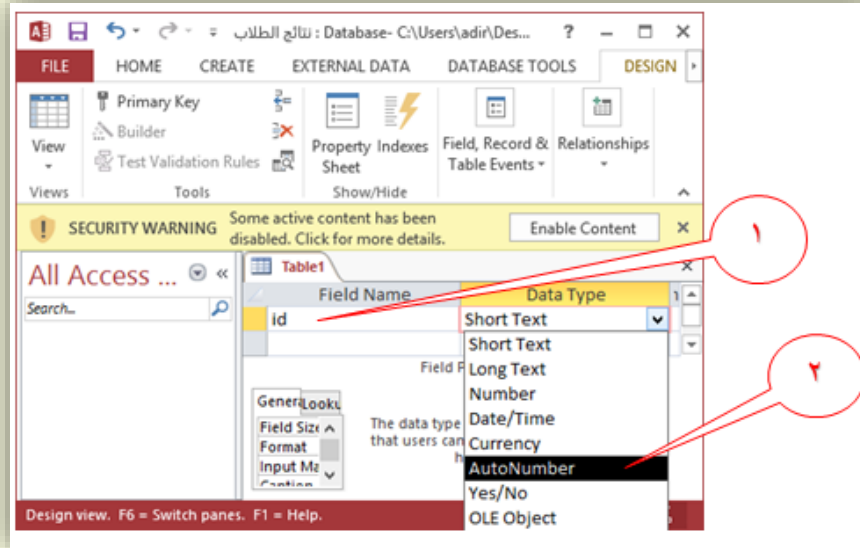 نتائج الطلاب : Database- C:\Users\adir\Des... ?
FILE HOME CREATE EXTERNAL DATA DATABASE TOOLS DESIGN
Primary Key
Builder
Test Validation Rules
View
Property Sheet
Indexes
Field, Record & Table Events
Relationships
Views Tools Show/Hide
SECURITY WARNING Some active content has been
disabled. Click for more details.
Enable Content
١
All Access ...
Search..
Table1
Field Name Data Type
id Short Text
Short Text
Long Text
Number
Date/Time
Currency
AutoNumber
Yes/No
OLE Object
٢
Field P
General Looku
Field Size
Format
Input Ma
Caption
The data type
that users can
h
Design view. F6 = Switch panes. F1 = Help.